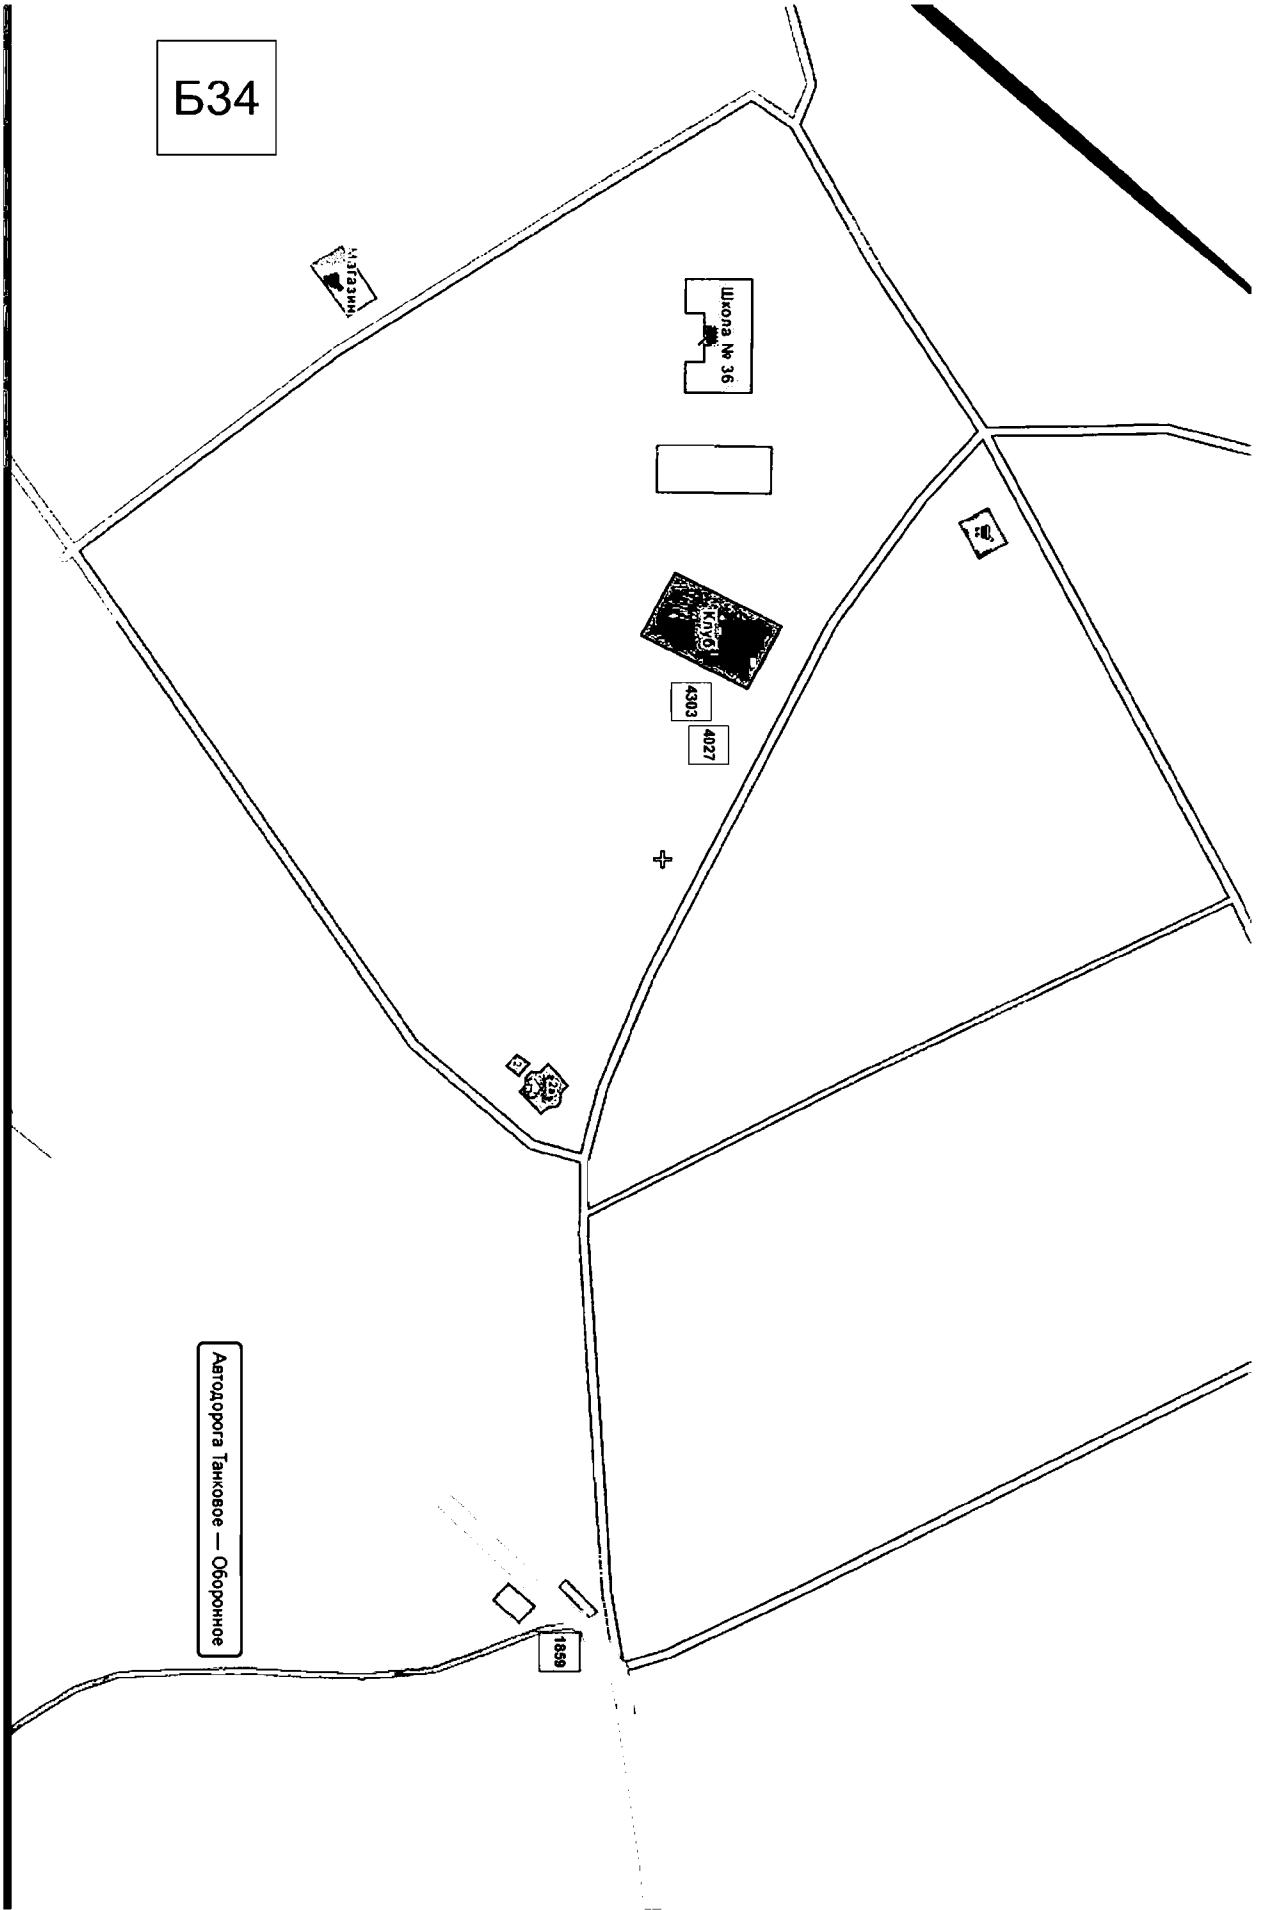 Б34
Магазин
Школа № 36
Клуб
4303
4027
1859
Автодорога Танковое — Оборонное